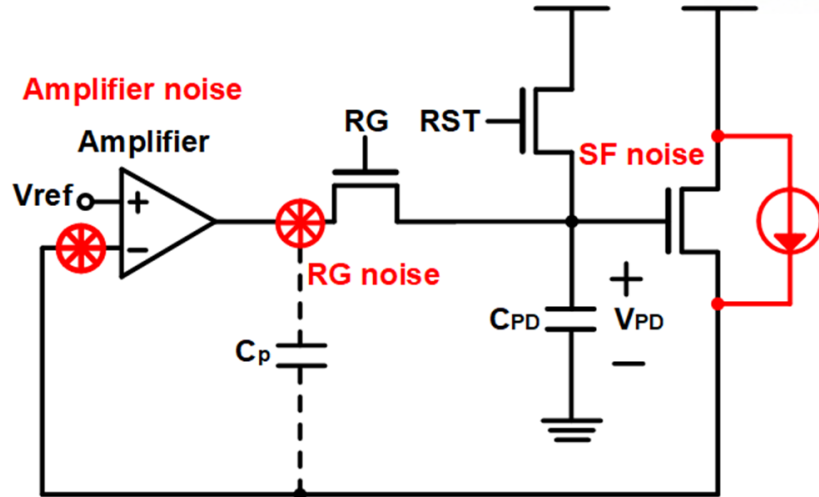 Amplifier noise
Amplifier
RG
RST
SF noise
Vref
+
−
RG noise
Cp
CPD
+
VPD
−